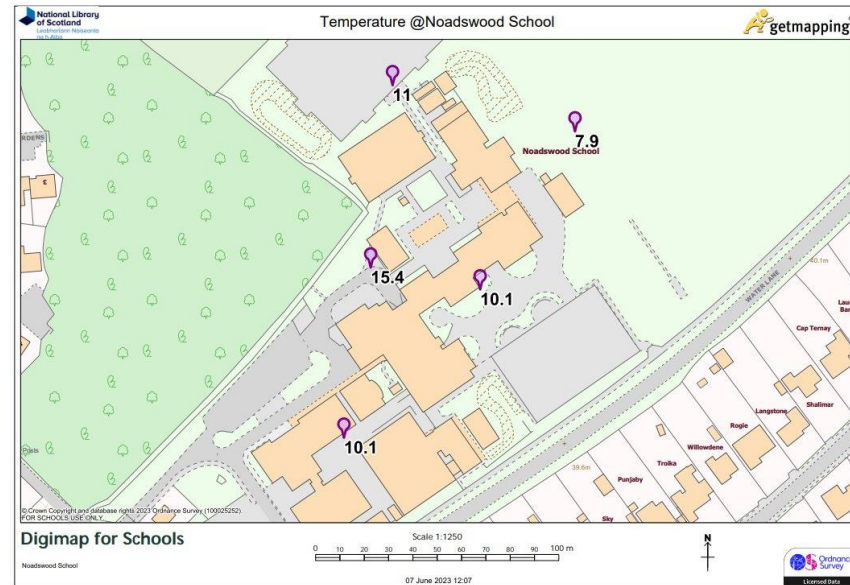 National Library
of Scotland
Leabharlann Nàiseanta
na h-Alba
Temperature @Noadswood School
getmapping
11
7.9
Noadswood School
RDENS
15.4
10.1
40.1m
WATER LANE
Cap Ternay
Shalimar
Langstone
Rogie
Willowdene
Troika
39.6m
Punjaby
Sky
10.1
Posts
© Crown Copyright and database rights 2023 Ordnance Survey (100025252).
FOR SCHOOLS USE ONLY.
Digimap for Schools
Noadswood School
Scale 1:1250
0 10 20 30 40 50 60 70 80 90 100 m
07 June 2023 12:07
N
Ordnance
Survey
Licensed Data